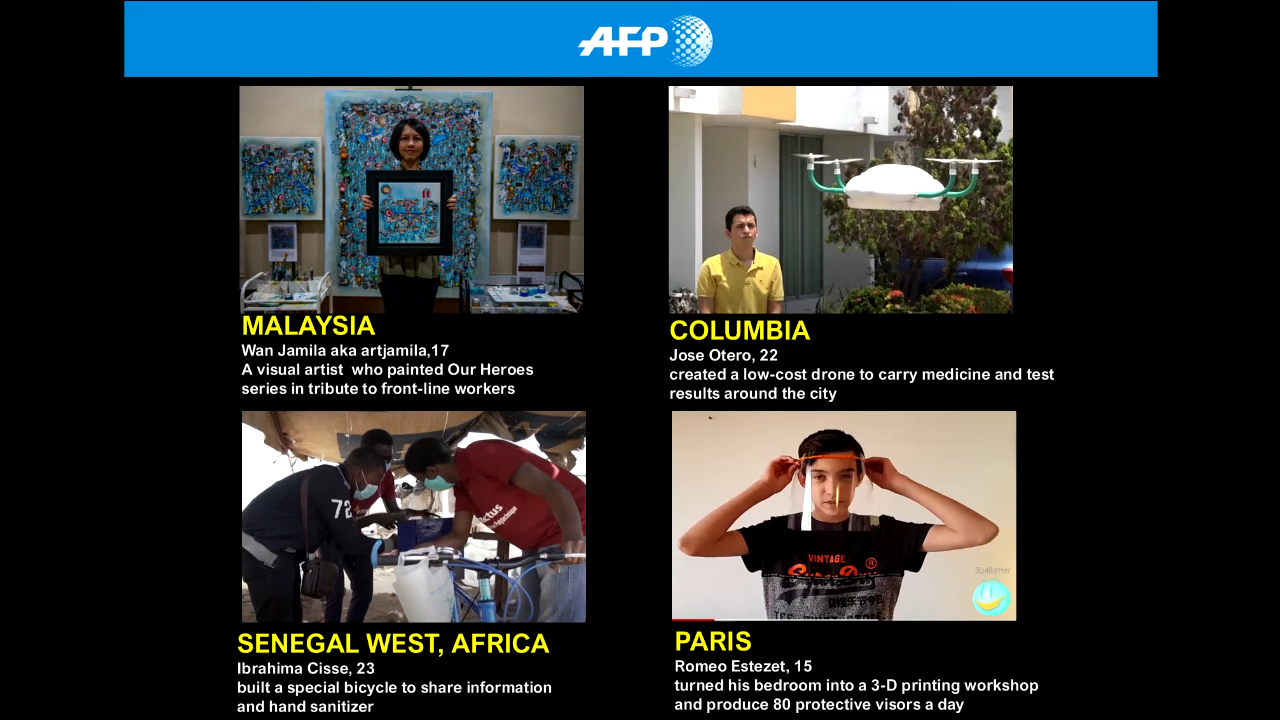 AFP
MALAYSIA
Wan Jamila aka artjamila,17
A visual artist who painted Our Heroes
series in tribute to front-line workers
COLUMBIA
Jose Otero, 22
created a low-cost drone to carry medicine and test
results around the city
72
SENEGAL WEST, AFRICA
Ibrahima Cisse, 23
built a special bicycle to share information
and hand sanitizer
VINTAGE
3D4Better
PARIS
Romeo Estezet, 15
turned his bedroom into a 3-D printing workshop
and produce 80 protective visors a day